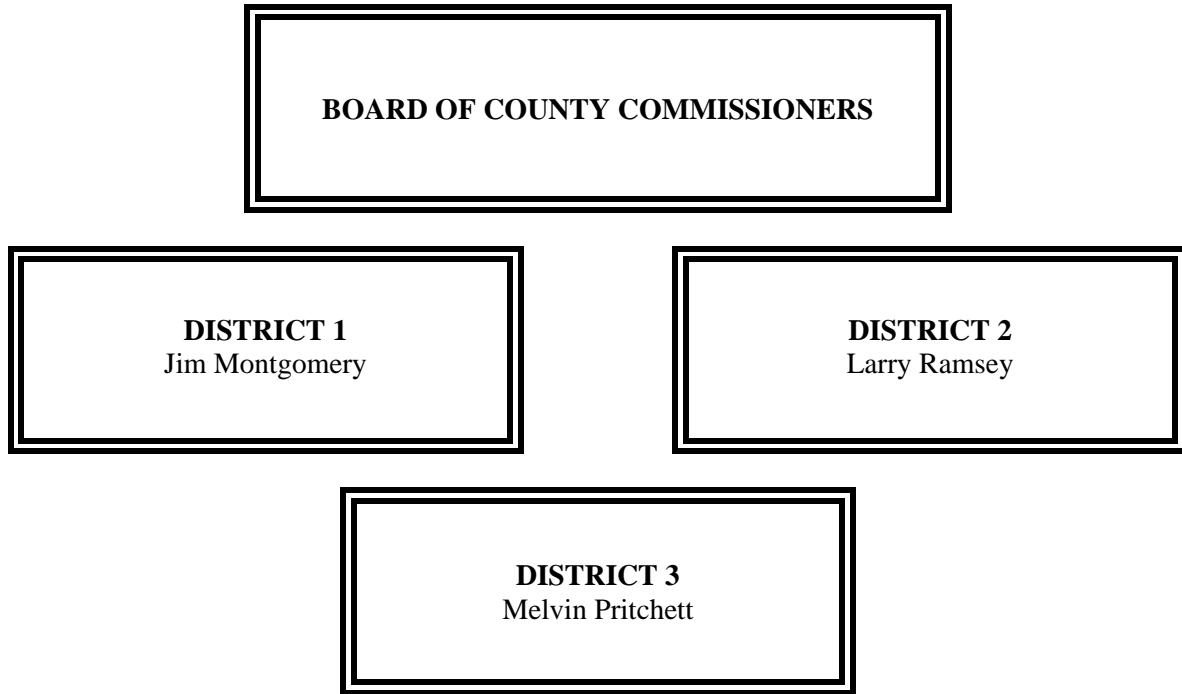 BOARD OF COUNTY COMMISSIONERS
DISTRICT 1
Jim Montgomery
DISTRICT 2
Larry Ramsey
DISTRICT 3
Melvin Pritchett